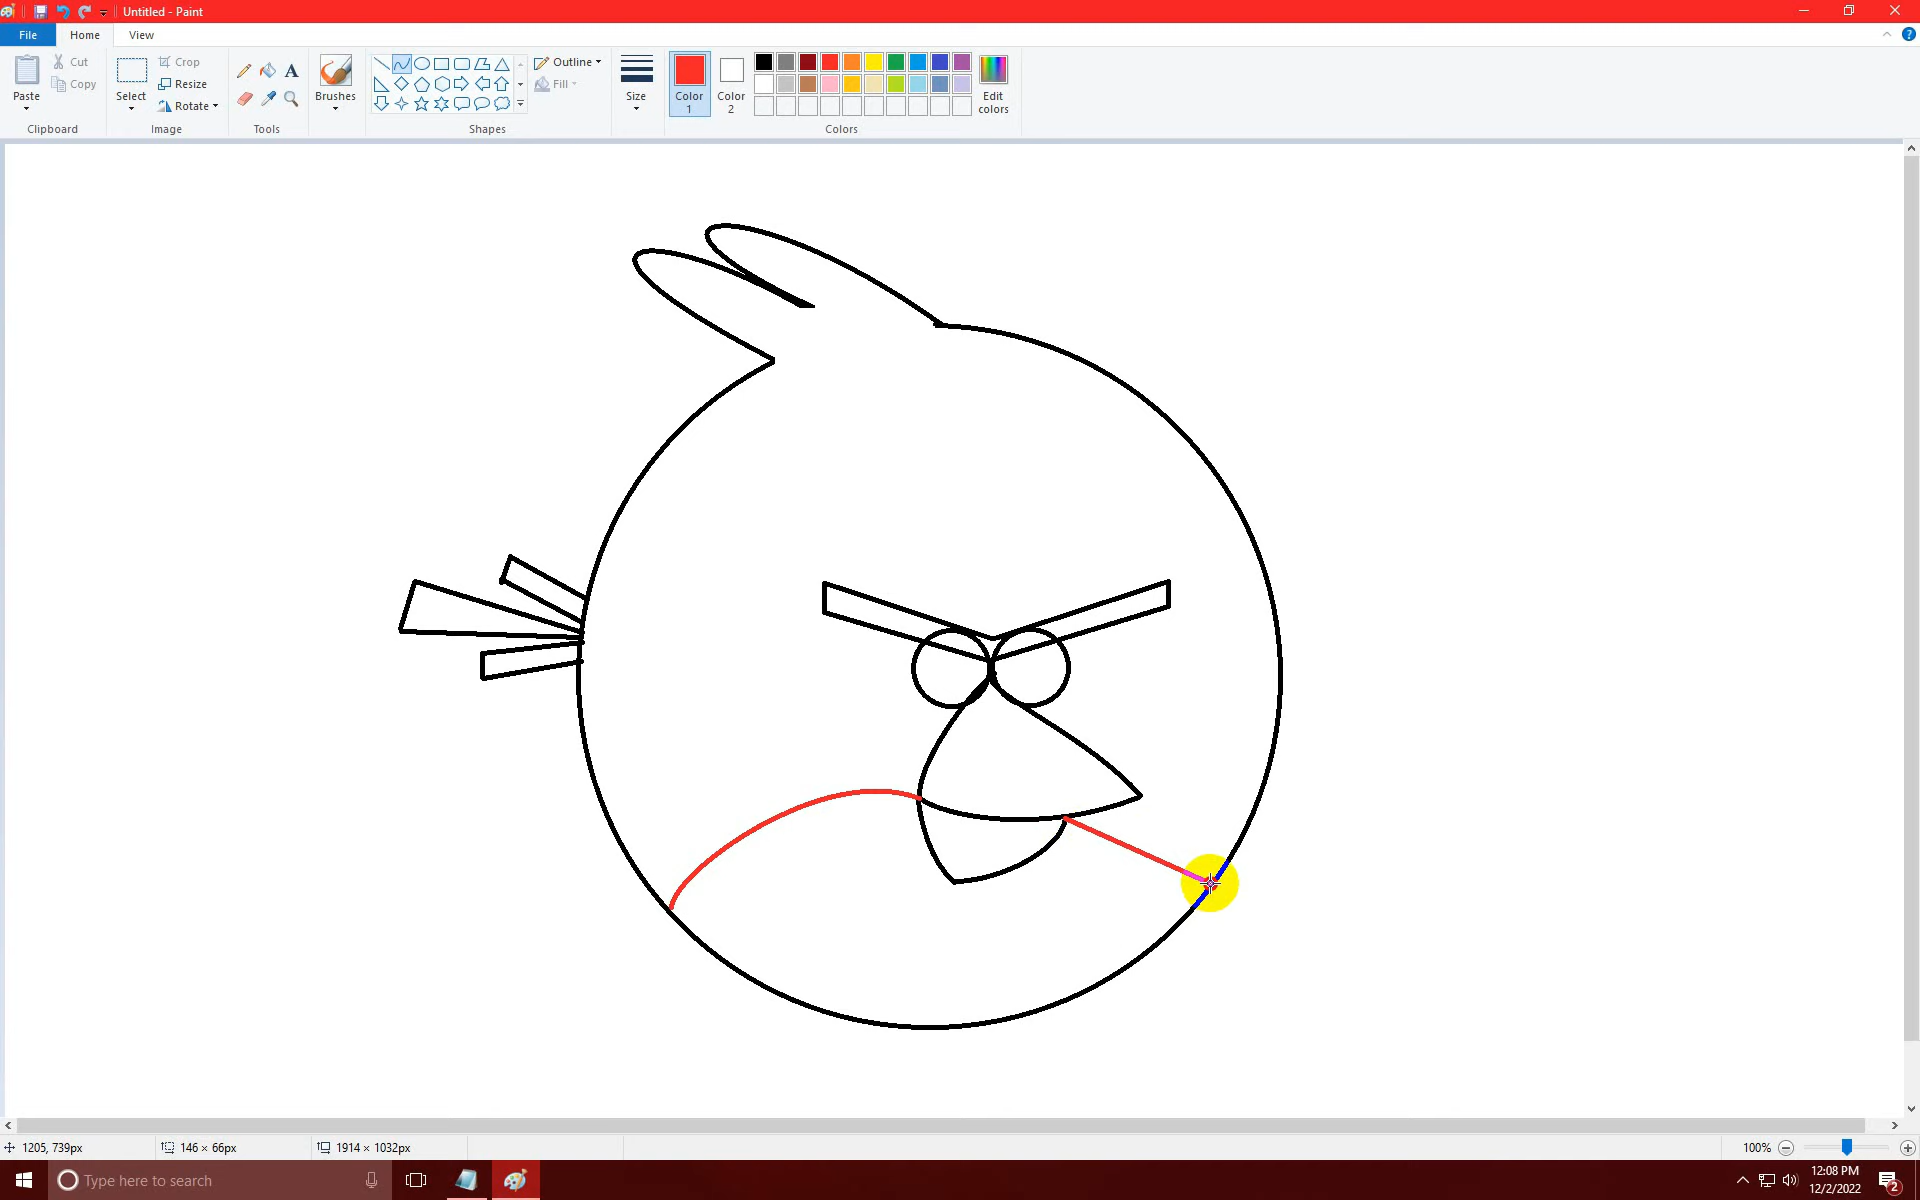 Untitled - Paint
File Home View
Paste Cut Copy
Select Crop Resize Rotate
A
Brushes
Outline Fill
Size
Color 1
Color 2
Edit colors
Clipboard Image Tools Shapes Colors
1205, 739px 146 × 66px 1914 × 1032px 100%
Type here to search
12:08 PM
12/2/2022
2